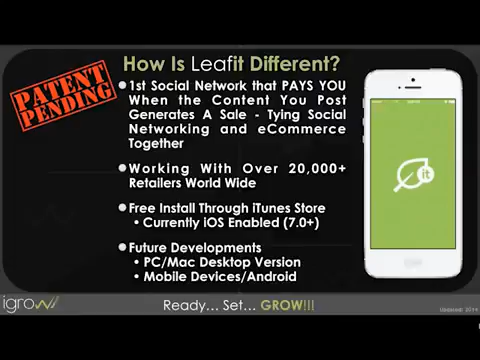 How Is Leafit Different?
PATENT
PENDING
1st Social Network that PAYS YOU
When the Content You Post
Generates A Sale - Tying Social
Networking and eCommerce
Together
Working With Over 20,000+
Retailers World Wide
Free Install Through iTunes Store
• Currently iOS Enabled (7.0+)
Future Developments
• PC/Mac Desktop Version
• Mobile Devices/Android
it
igrow
Ready... Set... GROW!!!